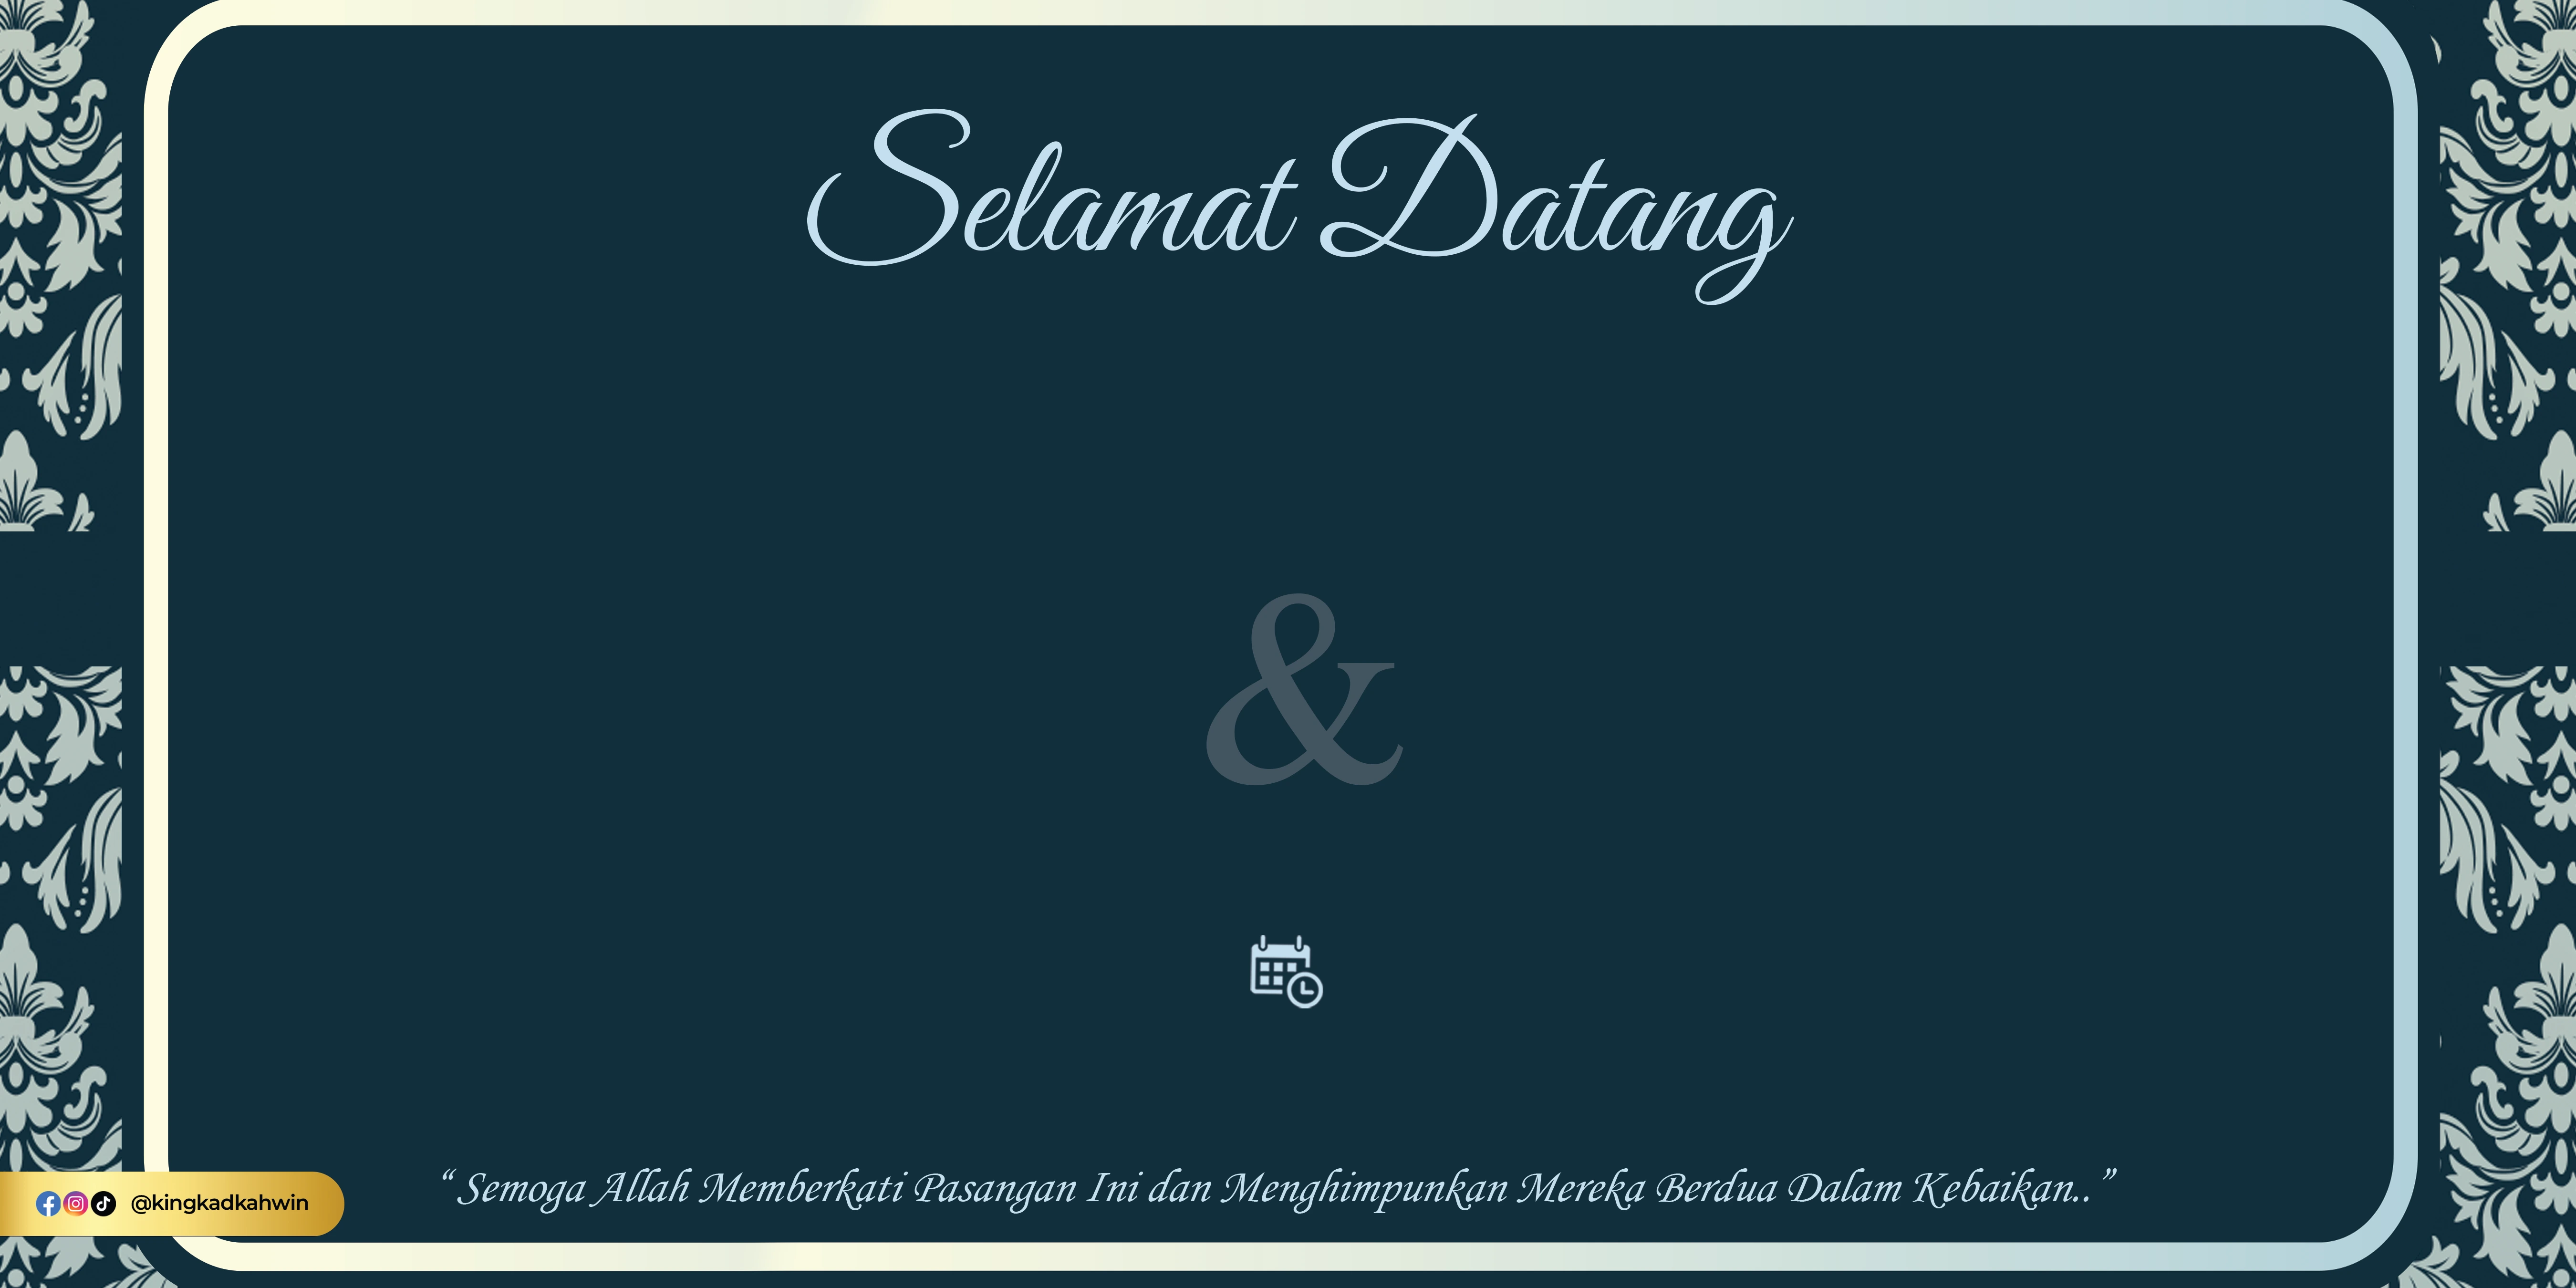 Selamat Datang
&
“ Semoga Allah Memberkati Pasangan Ini dan Menghimpunkan Mereka Berdua Dalam Kebaikan.. ”
@kingkadkahwin